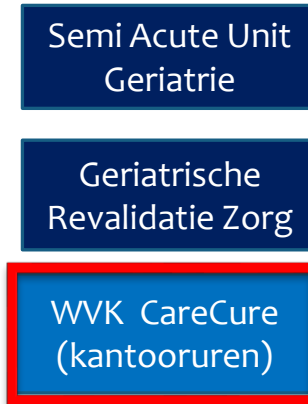 Semi Acute Unit
Geriatrie
Geriatrische
Revalidatie Zorg
WVK CareCure
(kantooruren)